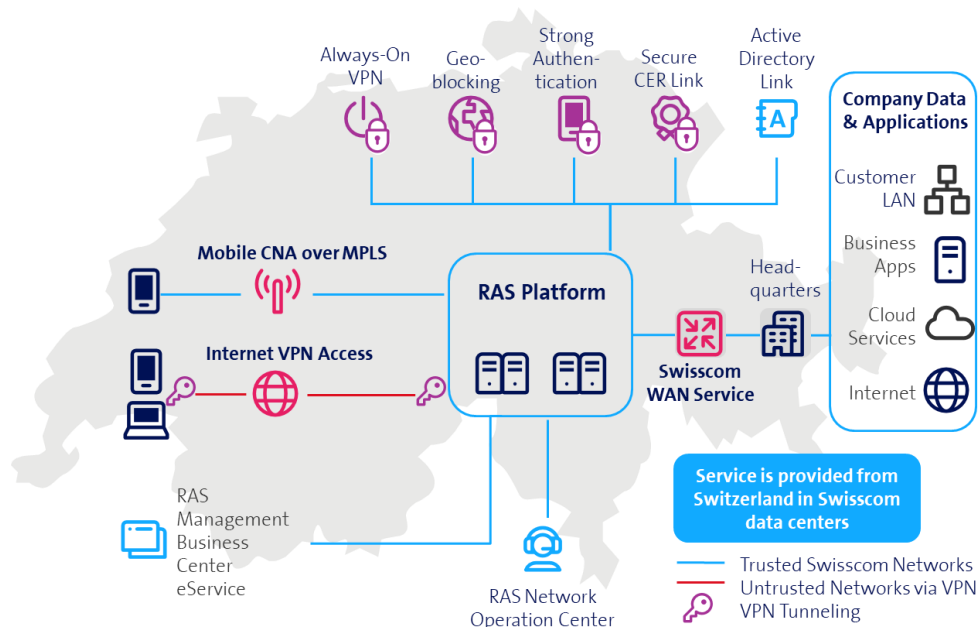 Always-On
VPN
Geo-
blocking
Strong
Authen-
tication
Secure
CER Link
Active
Directory
Link
A
Company Data
& Applications
Customer
LAN
Business
Apps
Cloud
Services
Internet
Mobile CNA over MPLS
Internet VPN Access
RAS Platform
Swisscom
WAN Service
Head-
quarters
RAS
Management
Business
Center
eService
RAS Network
Operation Center
Service is provided from
Switzerland in Swisscom
data centers
Trusted Swisscom Networks
Untrusted Networks via VPN
VPN Tunneling